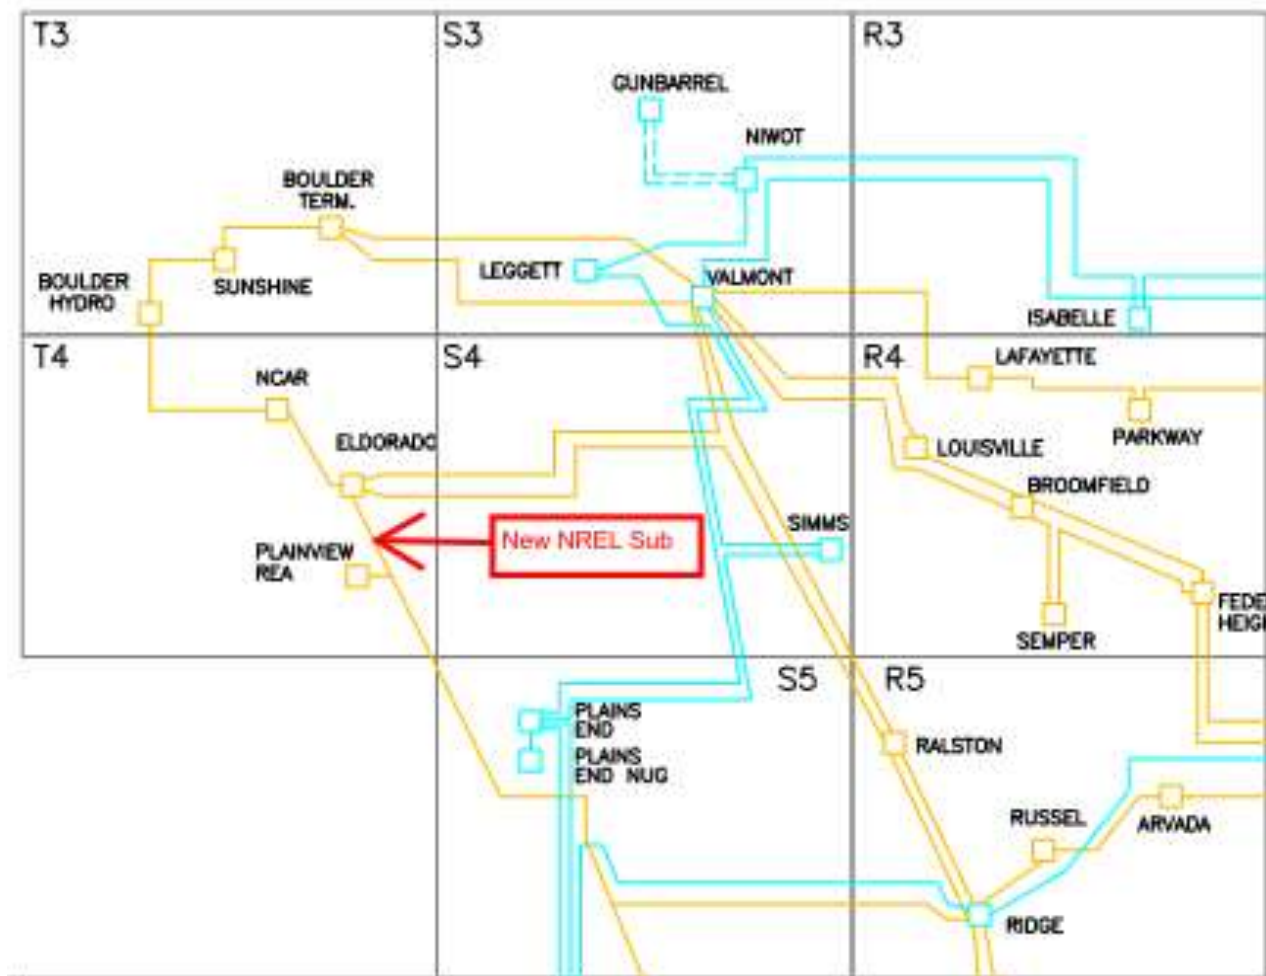 T3
S3
R3
GUNBARREL
NIWOT
BOULDER
TERM.
LEGGETT
VALMONT
BOULDER
HYDRO
SUNSHINE
ISABELLE
T4
S4
R4
LAFAYETTE
NCAR
PARKWAY
ELDORADO
LOUISVILLE
BROOMFIELD
New NREL Sub
SIMMS
PLAINVIEW
REA
FEDE
HEIG
SEMPER
S5
R5
PLAINS
END
RALSTON
PLAINS
END NUG
RUSSEL
ARVADA
RIDGE